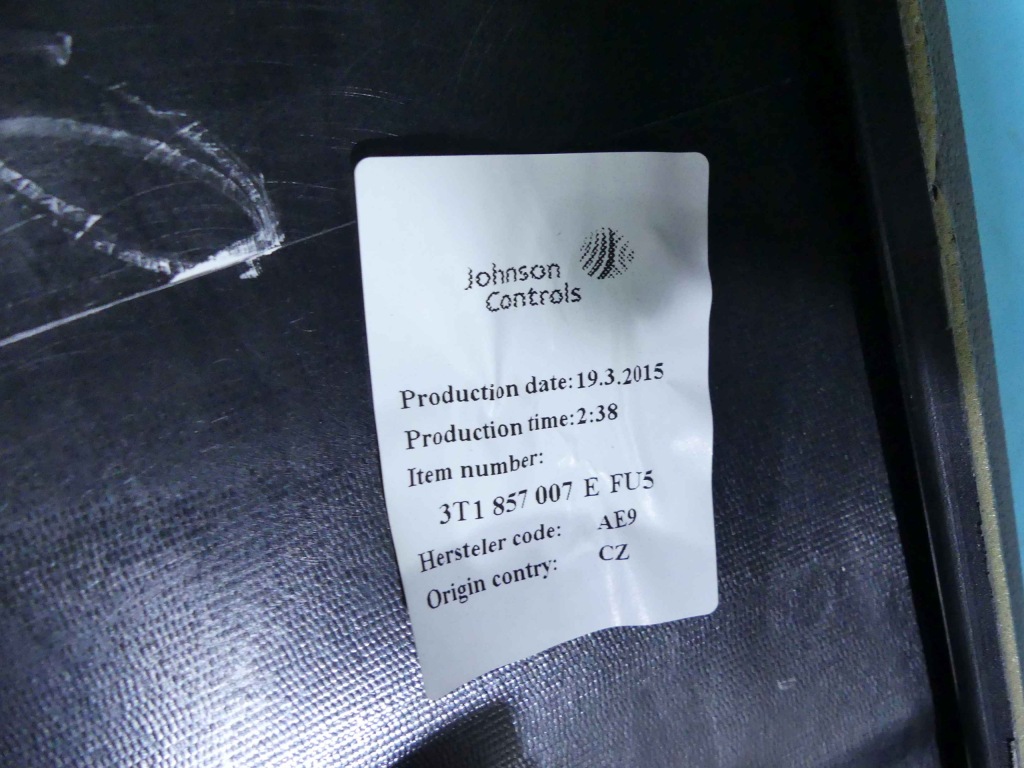 Johnson
Controls
Production date:19.3.2015
Production time:2:38
Item number:
3T1 857 007 E FU5
Hersteler code: AE9
Origin contry: CZ